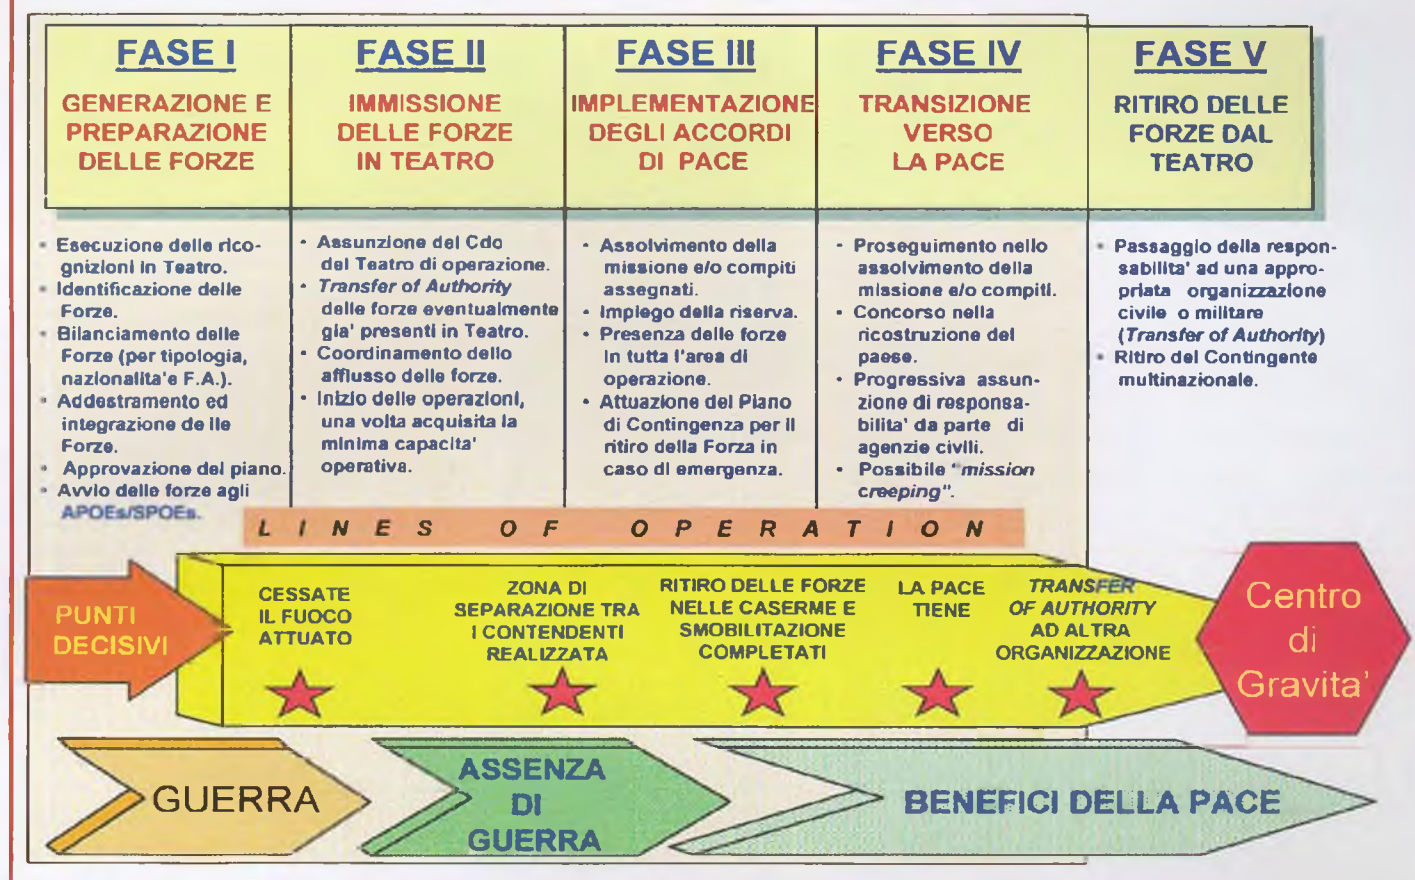 FASE I
GENERAZIONE E
PREPARAZIONE
DELLE FORZE
FASE II
IMMISSIONE
DELLE FORZE
IN TEATRO
FASE III
IMPLEMENTAZIONE
DEGLI ACCORDI
DI PACE
FASE IV
TRANSIZIONE
VERSO
LA PACE
FASE V
RITIRO DELLE
FORZE DAL
TEATRO
• Esecuzione delle rico-
gnizioni in Teatro.
• Identificazione delle
Forze.
• Bilanciamento delle
Forze (per tipologia,
nazionalita'e F.A.).
• Addestramento ed
integrazione de lle
Forze.
• Approvazione del piano.
• Avvio delle forze agli
APOEs/SPOEs.
• Assunzione del Cdo
del Teatro di operazione.
• Transfer of Authority
delle forze eventualmente
gia' presenti in Teatro.
• Coordinamento dello
afflusso delle forze.
• Inizio delle operazioni,
una volta acquisita la
minima capacita'
operativa.
• Assolvimento della
missione e/o compiti
assegnati.
• Impiego della riserva.
• Presenza delle forze
in tutta l'area di
operazione.
• Attuazione del Piano
di Contingenza per il
ritiro della Forza in
caso di emergenza.
• Proseguimento nello
assolvimento della
missione e/o compiti.
• Concorso nella
ricostruzione del
paese.
• Progressiva assun-
zione di responsa-
bilita' da parte di
agenzie civili.
• Possibile "mission
creeping".
• Passaggio della respon-
sabilita' ad una appro-
priata organizzazione
civile o militare
(Transfer of Authority)
• Ritiro del Contingente
multinazionale.
LINES OF OPERATION
PUNTI
DECISIVI
CESSATE
IL FUOCO
ATTUATO
ZONA DI
SEPARAZIONE TRA
I CONTENDENTI
REALIZZATA
RITIRO DELLE FORZE
NELLE CASERME E
SMOBILITAZIONE
COMPLETATI
LA PACE
TIENE
TRANSFER
OF AUTHORITY
AD ALTRA
ORGANIZZAZIONE
Centro
di
Gravita'
GUERRA
ASSENZA
DI
GUERRA
BENEFICI DELLA PACE